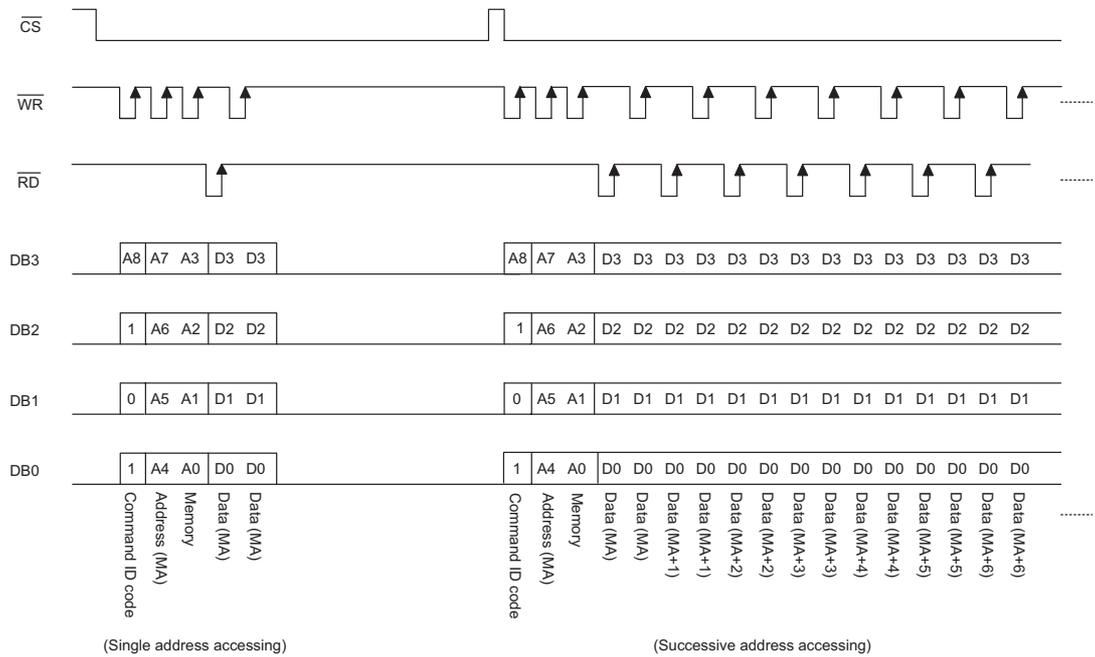 CS
WR
RD
DB3 A8 A7 A3 D3 D3 A8 A7 A3 D3 D3 D3 D3 D3 D3 D3 D3 D3 D3 D3 D3 D3 D3
DB2 1 A6 A2 D2 D2 1 A6 A2 D2 D2 D2 D2 D2 D2 D2 D2 D2 D2 D2 D2 D2 D2
DB1 0 A5 A1 D1 D1 0 A5 A1 D1 D1 D1 D1 D1 D1 D1 D1 D1 D1 D1 D1 D1 D1
DB0 1 A4 A0 D0 D0 1 A4 A0 D0 D0 D0 D0 D0 D0 D0 D0 D0 D0 D0 D0 D0 D0
Command ID code
Address (MA)
Memory
Data (MA)
Data (MA)
Command ID code
Address (MA)
Memory
Data (MA)
Data (MA)
Data (MA+1)
Data (MA+1)
Data (MA+2)
Data (MA+2)
Data (MA+3)
Data (MA+3)
Data (MA+4)
Data (MA+4)
Data (MA+5)
Data (MA+5)
Data (MA+6)
Data (MA+6)
(Single address accessing)
(Successive address accessing)